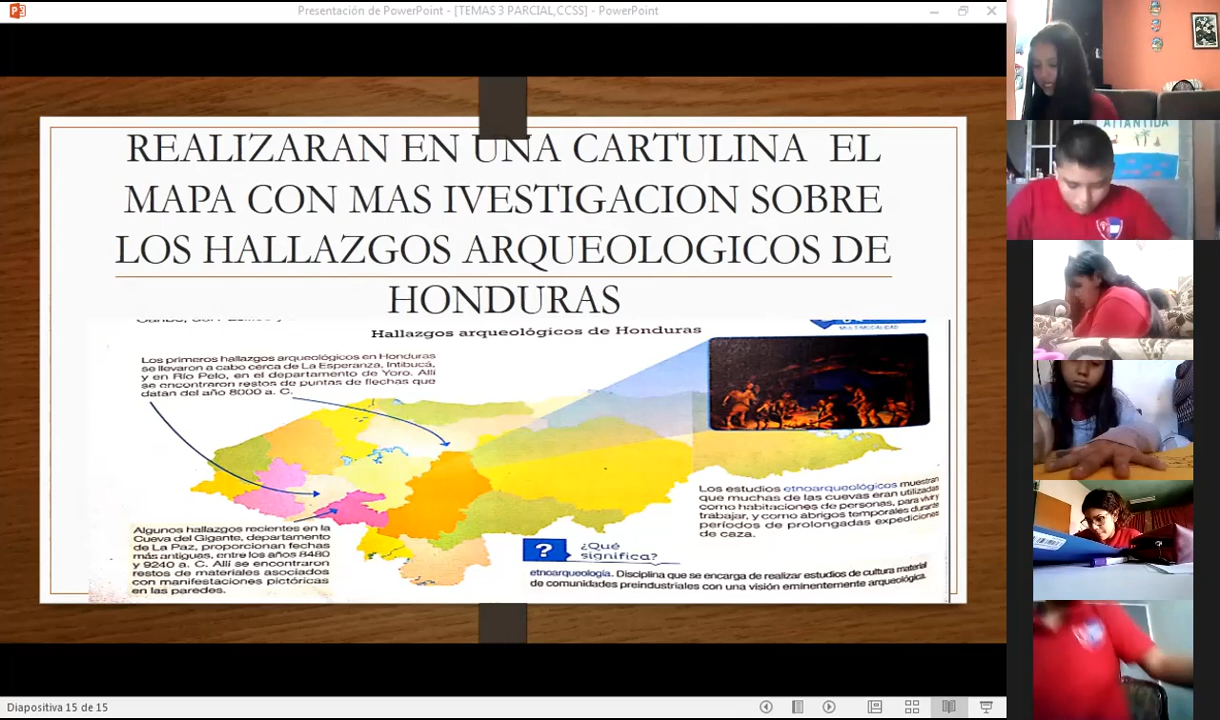 Presentación de PowerPoint - [TEMAS 3 PARCIAL,CCSS] - PowerPoint
REALIZARAN EN UNA CARTULINA EL
MAPA CON MAS IVESTIGACION SOBRE
LOS HALLAZGOS ARQUEOLOGICOS DE
HONDURAS
Hallazgos arqueológicos de Honduras
Los primeros hallazgos arqueológicos en Honduras
se llevaron a cabo cerca de La Esperanza, Intibucá,
y en Río Pelo, en el departamento de Yoro. Allí
se encontraron restos de puntas de flechas que
datan del año 8000 a. C.
Los estudios etnoarqueológicos muestran
que muchas de las cuevas eran utilizadas
como habitaciones de personas, para vivir y
trabajar, y como abrigos temporales durante
períodos de prolongadas expediciones
de caza.
Algunos hallazgos recientes en la
Cueva del Gigante, departamento
de La Paz, proporcionan fechas
más antiguas, entre los años 8480
y 9240 a. C. Allí se encontraron
restos de materiales asociados
con manifestaciones pictóricas
en las paredes.
?
¿Qué
significa?
etnoarqueología. Disciplina que se encarga de realizar estudios de cultura material
de comunidades preindustriales con una visión eminentemente arqueológica.
Diapositiva 15 de 15
ATLANTIDA